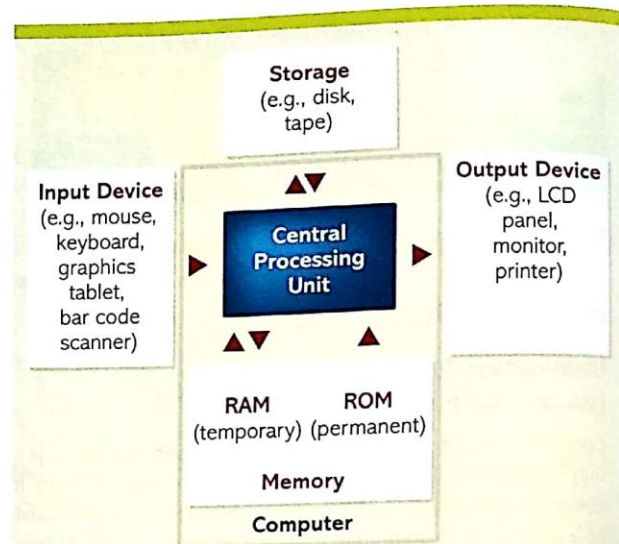 Storage
(e.g., disk,
tape)
Input Device
(e.g., mouse,
keyboard,
graphics
tablet,
bar code
scanner)
Central
Processing
Unit
Output Device
(e.g., LCD
panel,
monitor,
printer)
RAM
(temporary)
ROM
(permanent)
Memory
Computer